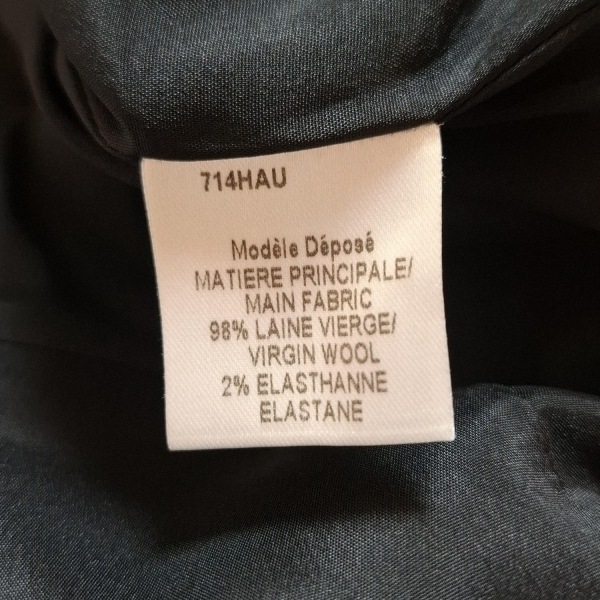 714HAU
Modèle Déposé
MATIERE PRINCIPALE/
MAIN FABRIC
98% LAINE VIERGE/
VIRGIN WOOL
2% ELASTHANNE
ELASTANE